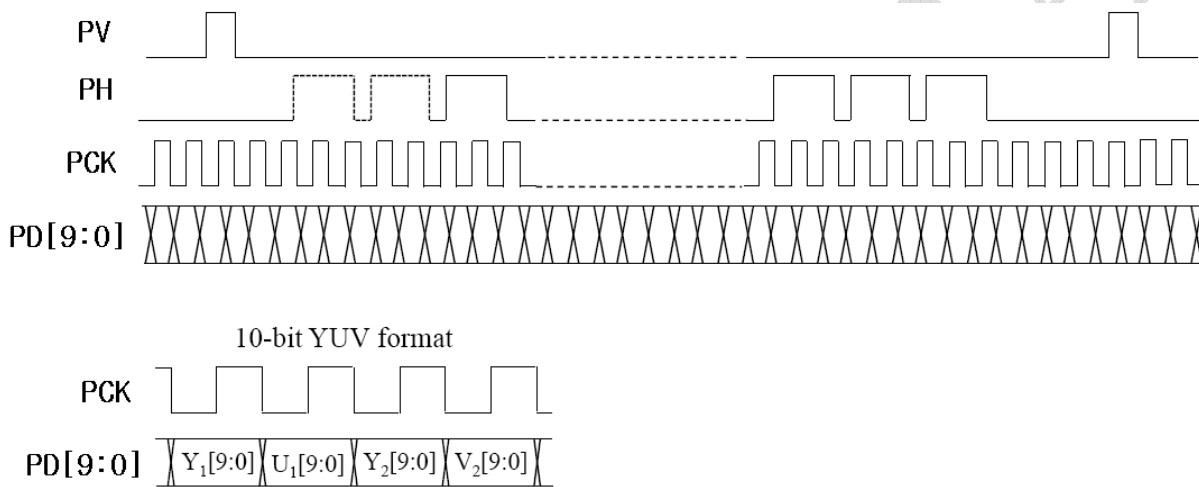 PV
PH
PCK
PD[9:0]
10-bit YUV format
PCK
PD[9:0] Y₁[9:0] U₁[9:0] Y₂[9:0] V₂[9:0]